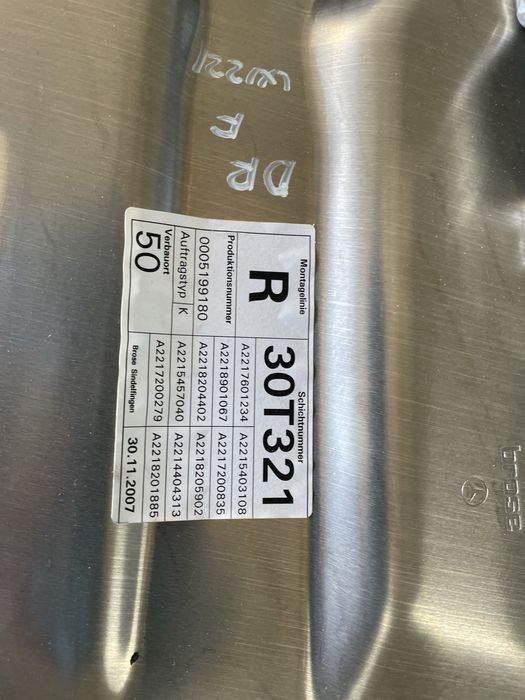 W221
F
DR
Montagelinie Schichtnummer
R 30T321
Produktionsnummer
0005199180
Auftragstyp K
Verbauort
50
A2217601234 A2215403108
A2218901067 A2217200835
A2218204402 A2218205902
A2215457040 A2214404313
A2217200279 A2218201885
Brose Sindelfingen 30.11.2007
brose